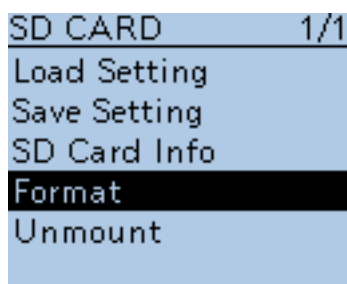 SD CARD 1/1
Load Setting
Save Setting
SD Card Info
Format
Unmount